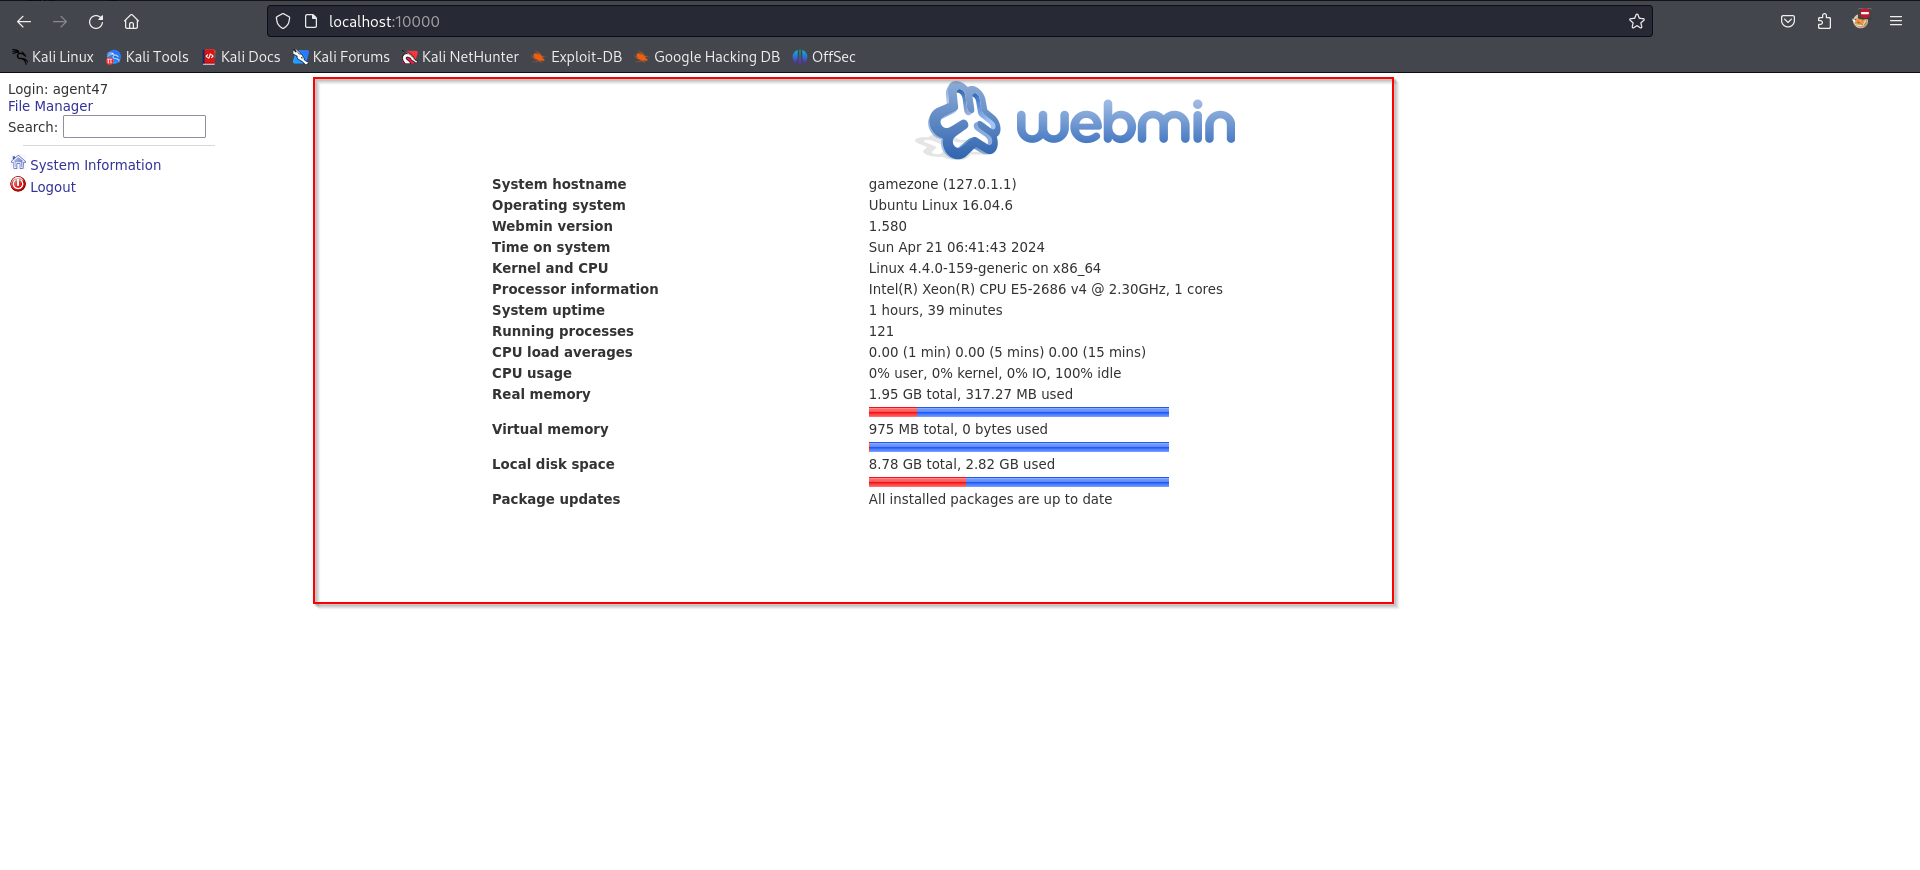 localhost:10000
Kali Linux Kali Tools Kali Docs Kali Forums Kali NetHunter Exploit-DB Google Hacking DB OffSec
Login: agent47
File Manager
Search:
System Information
Logout
webmin
System hostname gamezone (127.0.1.1)
Operating system Ubuntu Linux 16.04.6
Webmin version 1.580
Time on system Sun Apr 21 06:41:43 2024
Kernel and CPU Linux 4.4.0-159-generic on x86_64
Processor information Intel(R) Xeon(R) CPU E5-2686 v4 @ 2.30GHz, 1 cores
System uptime 1 hours, 39 minutes
Running processes 121
CPU load averages 0.00 (1 min) 0.00 (5 mins) 0.00 (15 mins)
CPU usage 0% user, 0% kernel, 0% IO, 100% idle
Real memory 1.95 GB total, 317.27 MB used
Virtual memory 975 MB total, 0 bytes used
Local disk space 8.78 GB total, 2.82 GB used
Package updates All installed packages are up to date